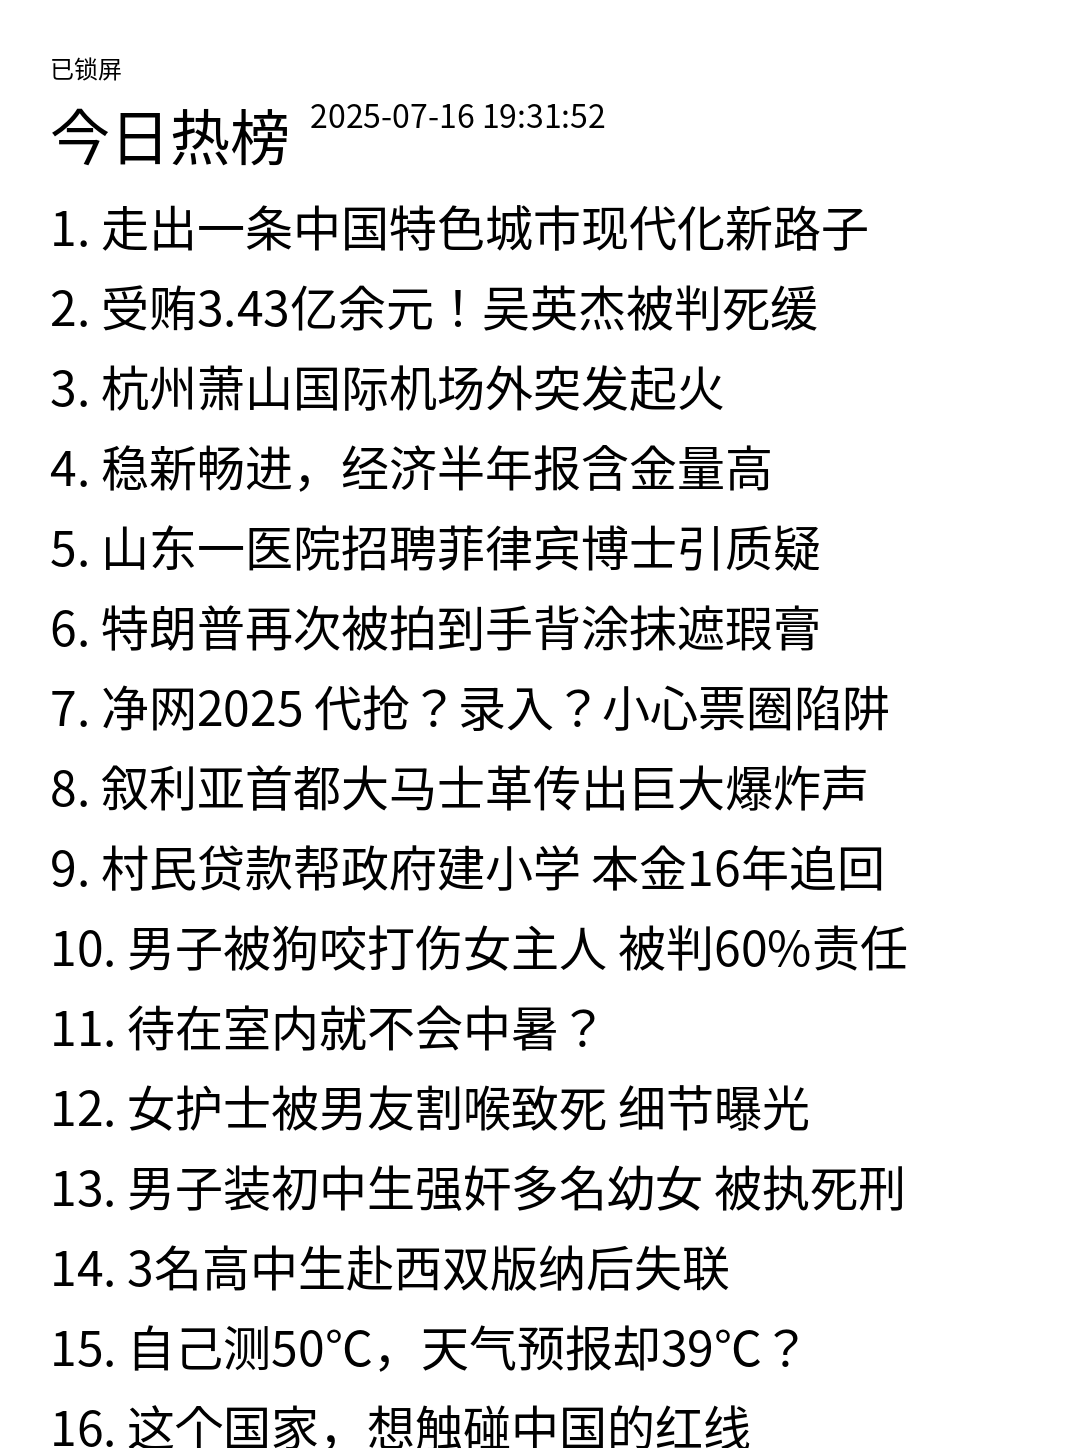 已锁屏
今日热榜 2025-07-16 19:31:52
1. 走出一条中国特色城市现代化新路子
2. 受贿3.43亿余元！吴英杰被判死缓
3. 杭州萧山国际机场外突发起火
4. 稳新畅进，经济半年报含金量高
5. 山东一医院招聘菲律宾博士引质疑
6. 特朗普再次被拍到手背涂抹遮瑕膏
7. 净网2025 代抢？录入？小心票圈陷阱
8. 叙利亚首都大马士革传出巨大爆炸声
9. 村民贷款帮政府建小学 本金16年追回
10. 男子被狗咬打伤女主人 被判60%责任
11. 待在室内就不会中暑？
12. 女护士被男友割喉致死 细节曝光
13. 男子装初中生强奸多名幼女 被执死刑
14. 3名高中生赴西双版纳后失联
15. 自己测50℃，天气预报却39℃？
16. 这个国家，想触碰中国的红线